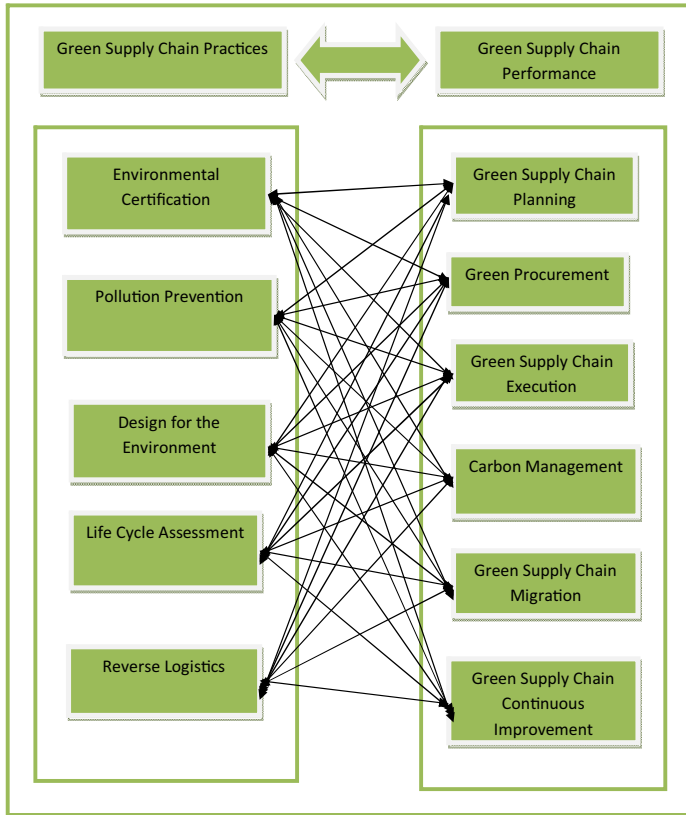 Green Supply Chain Practices
Green Supply Chain
Performance
Environmental
Certification
Pollution Prevention
Design for the
Environment
Life Cycle Assessment
Reverse Logistics
Green Supply Chain
Planning
Green Procurement
Green Supply Chain
Execution
Carbon Management
Green Supply Chain
Migration
Green Supply Chain
Continuous
Improvement